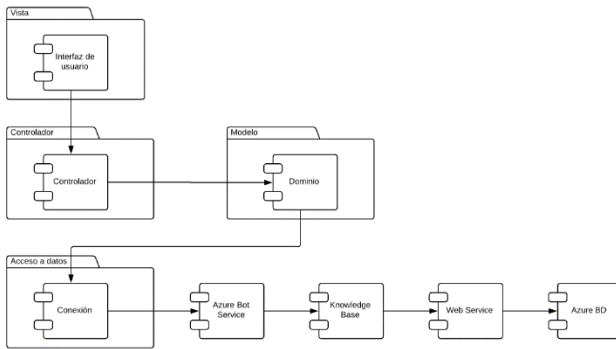 Vista
Interfaz de
usuario
Controlador
Controlador
Modelo
Dominio
Acceso a datos
Conexión
Azure Bot
Service
Knowledge
Base
Web Service
Azure BD